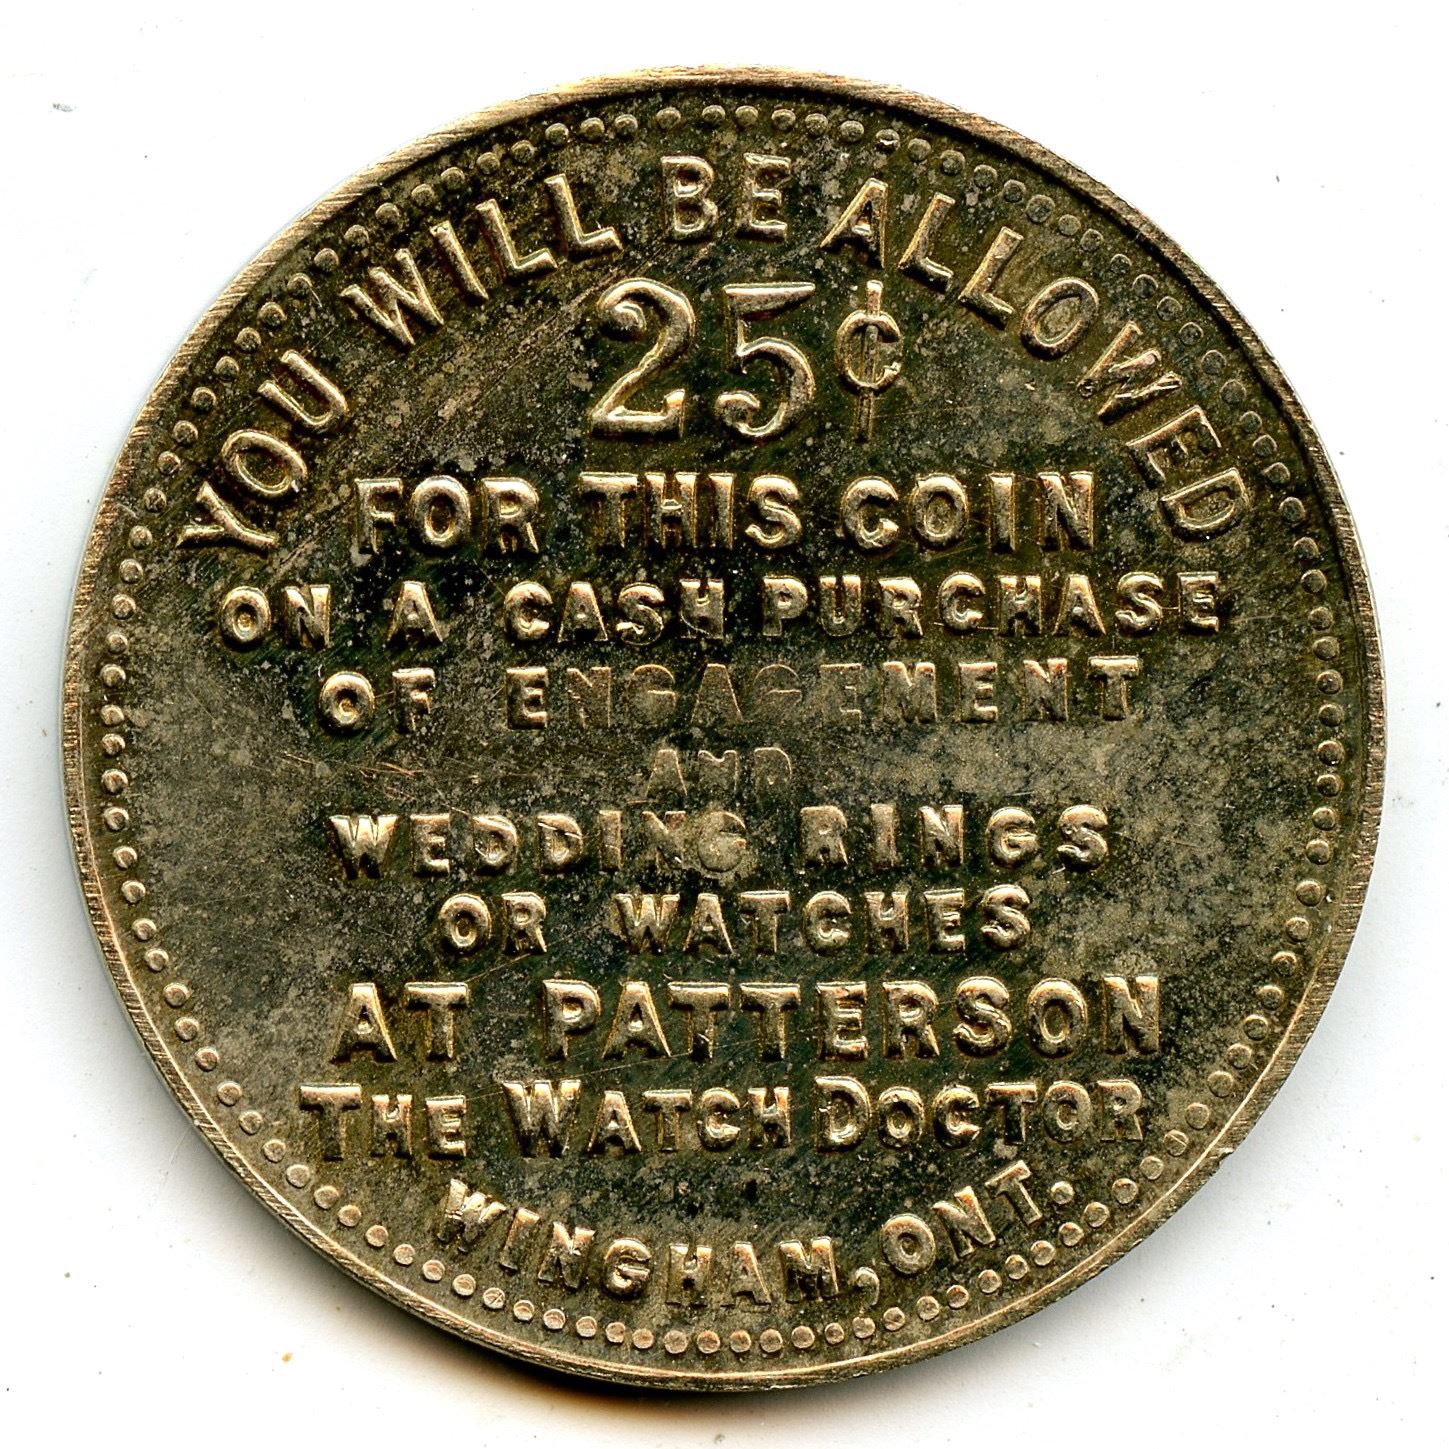 YOU WILL BE ALLOWED
25¢
FOR THIS COIN
ON A CASH PURCHASE
OF ENGAGEMENT
AND
WEDDING RINGS
OR WATCHES
AT PATTERSON
THE WATCH DOCTOR
WINGHAM, ONT.